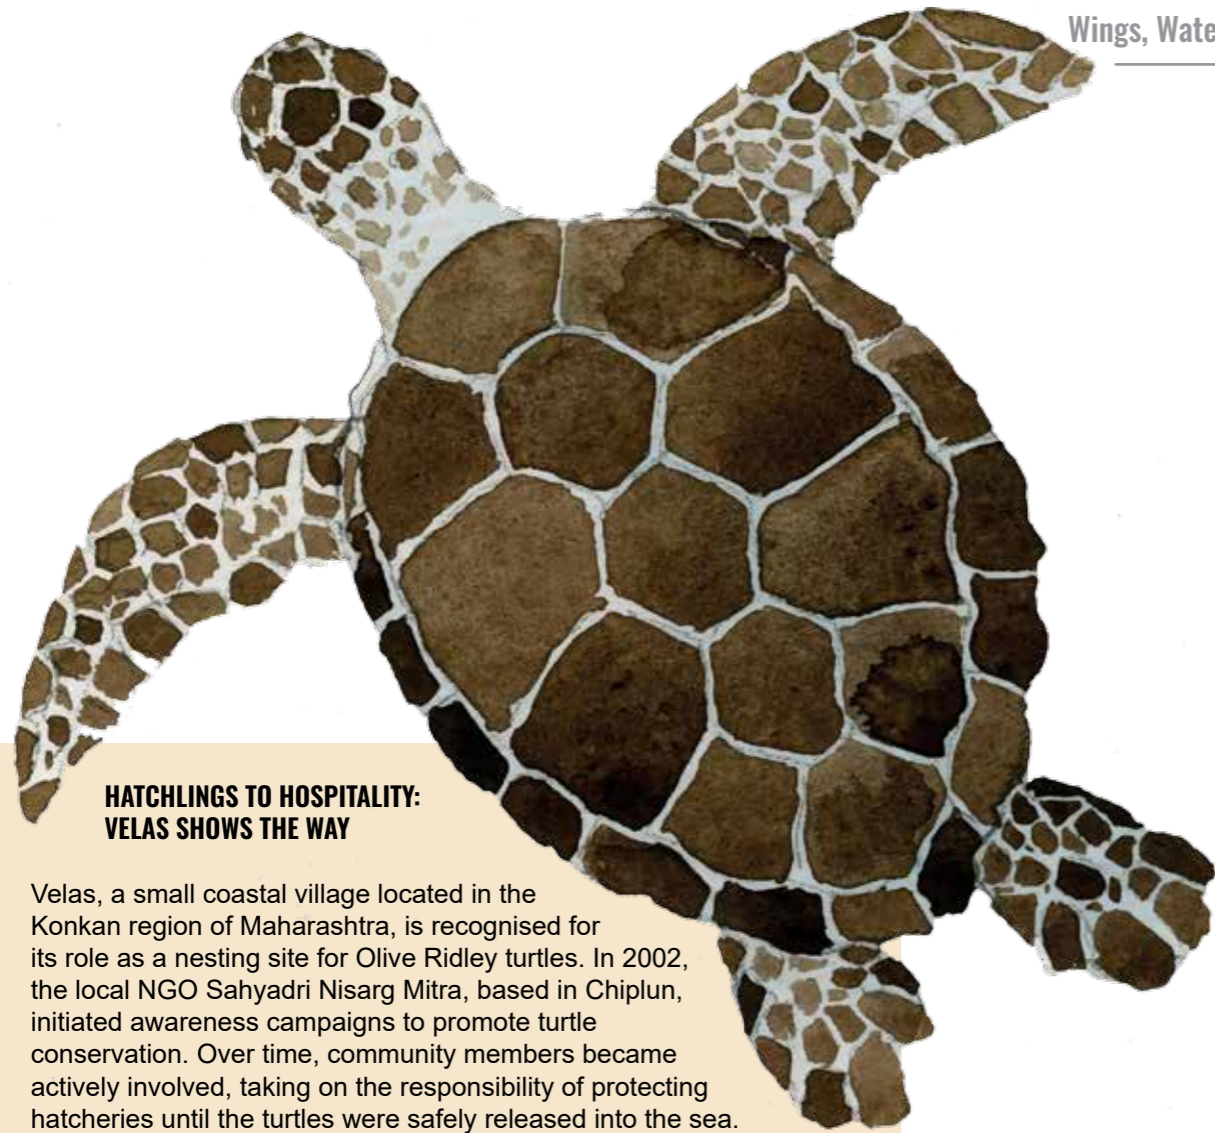 Wings, Wate
HATCHLINGS TO HOSPITALITY:
VELAS SHOWS THE WAY
Velas, a small coastal village located in the
Konkan region of Maharashtra, is recognised for
its role as a nesting site for Olive Ridley turtles. In 2002,
the local NGO Sahyadri Nisarg Mitra, based in Chiplun,
initiated awareness campaigns to promote turtle
conservation. Over time, community members became
actively involved, taking on the responsibility of protecting
hatcheries until the turtles were safely released into the sea.